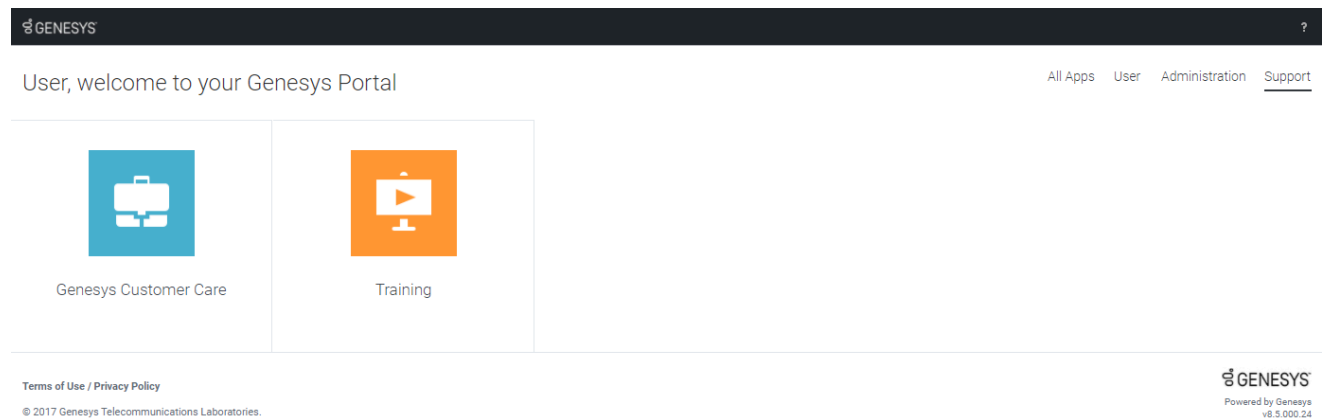 GENESYS
?
User, welcome to your Genesys Portal
All Apps User Administration Support
Genesys Customer Care
Training
Terms of Use / Privacy Policy
© 2017 Genesys Telecommunications Laboratories.
GENESYS
Powered by Genesys
v8.5.000.24